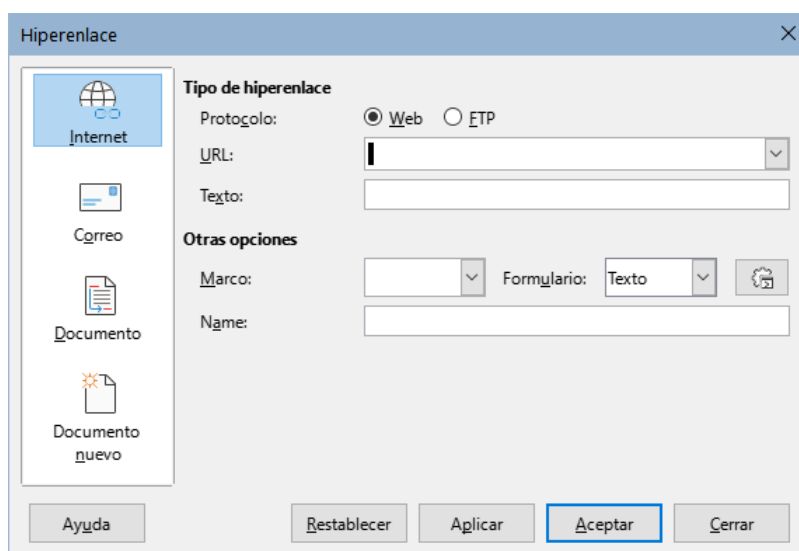 Hiperenlace
Internet
Correo
Documento
Documento
nuevo
Tipo de hiperenlace
Protocolo: Web FTP
URL:
Texto:
Otras opciones
Marco: Formulario: Texto
Name:
Ayuda Restablecer Aplicar Aceptar Cerrar